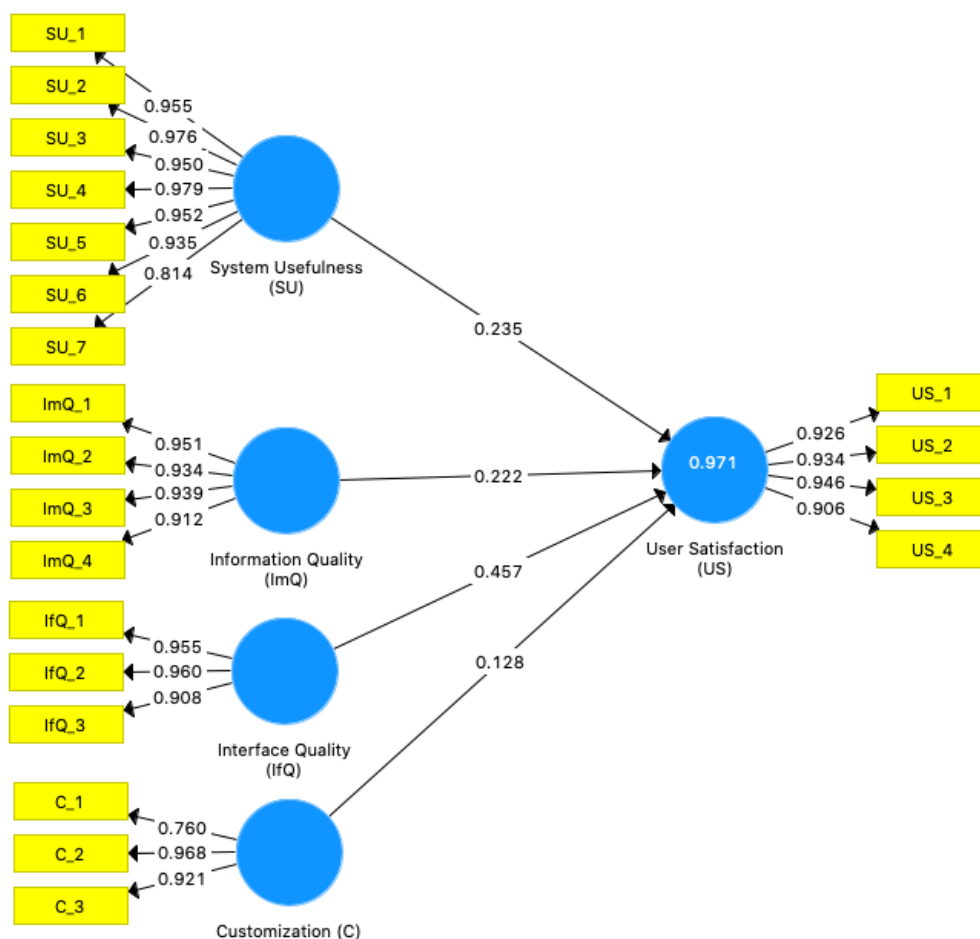 SU_1
SU_2
SU_3
SU_4
SU_5
SU_6
SU_7
0.955
0.976
0.950
0.979
0.952
0.935
0.814
System Usefulness
(SU)
0.235
ImQ_1
ImQ_2
ImQ_3
ImQ_4
0.951
0.934
0.939
0.912
Information Quality
(ImQ)
0.222
IfQ_1
IfQ_2
IfQ_3
0.955
0.960
0.908
Interface Quality
(IfQ)
0.457
C_1
C_2
C_3
0.760
0.968
0.921
Customization (C)
0.128
0.971
User Satisfaction
(US)
0.926
0.934
0.946
0.906
US_1
US_2
US_3
US_4